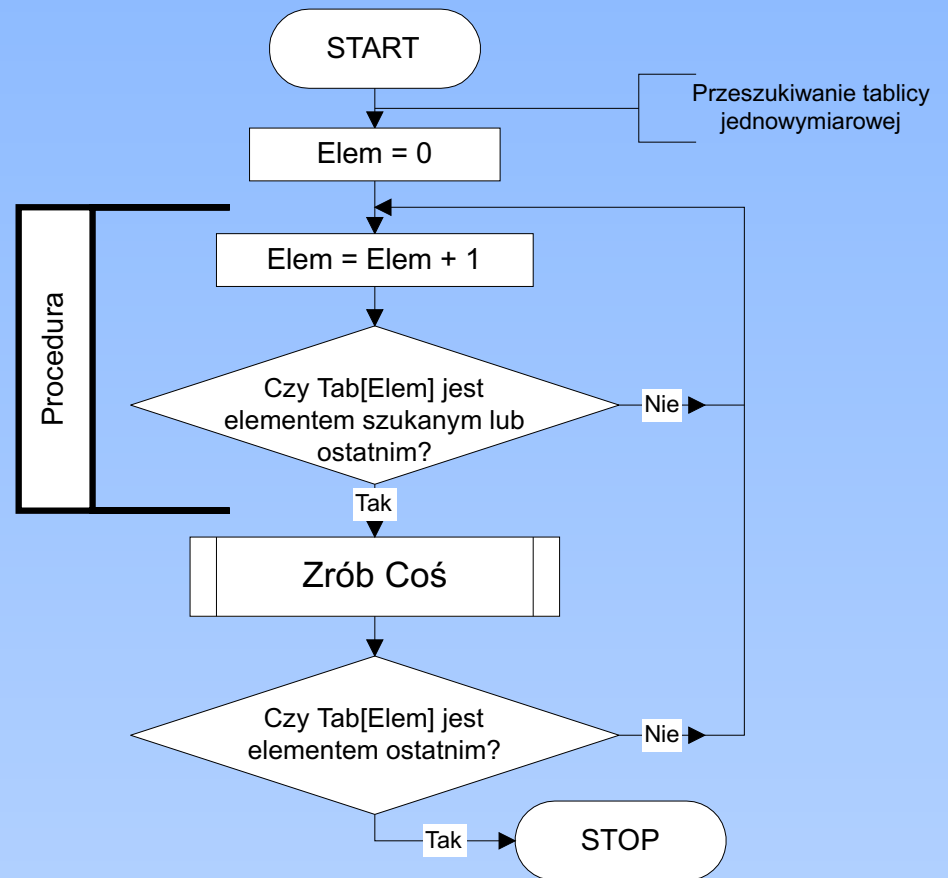 START
Przeszukiwanie tablicy
jednowymiarowej
Elem = 0
Procedura
Elem = Elem + 1
Czy Tab[Elem] jest
elementem szukanym lub
ostatnim?
Nie
Tak
Zrób Coś
Czy Tab[Elem] jest
elementem ostatnim?
Nie
Tak
STOP